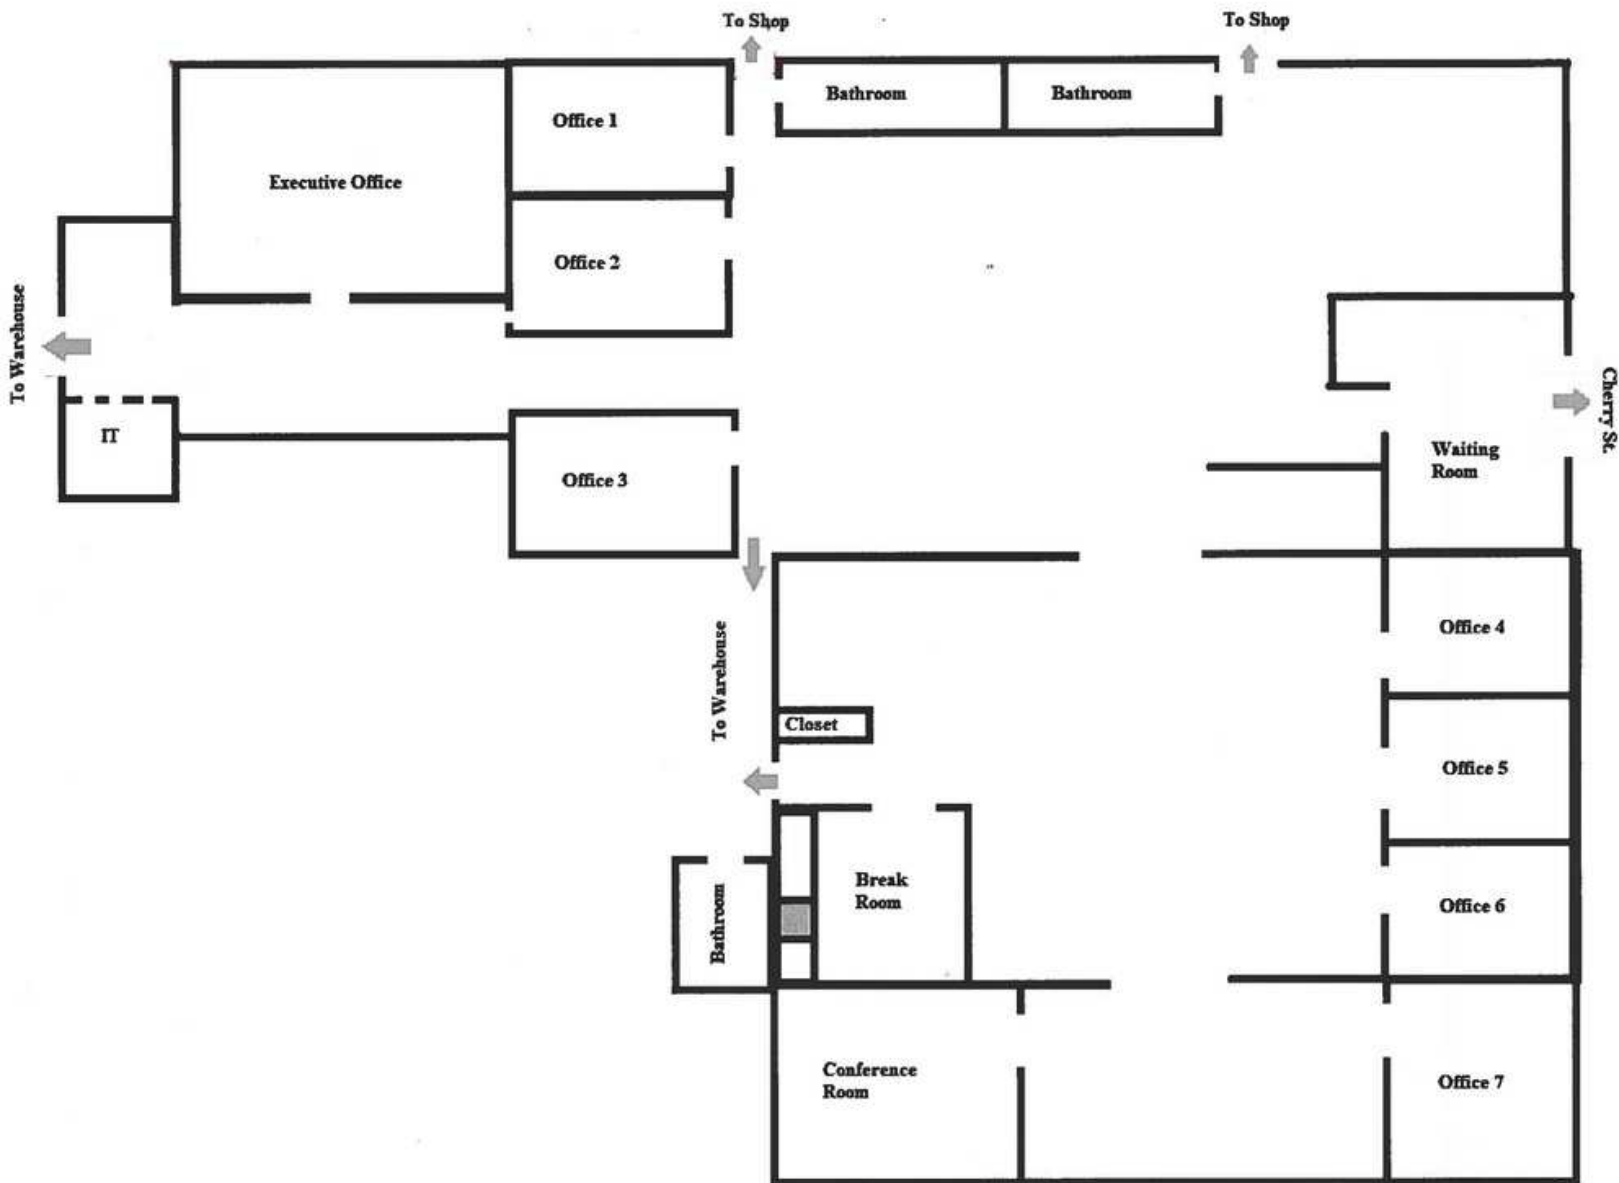 To Shop
To Shop
Bathroom
Bathroom
Office 1
Executive Office
Office 2
To Warehouse
Cherry St.
IT
Waiting
Room
Office 3
Office 4
To Warehouse
Closet
Office 5
Break
Room
Bathroom
Office 6
Conference
Room
Office 7